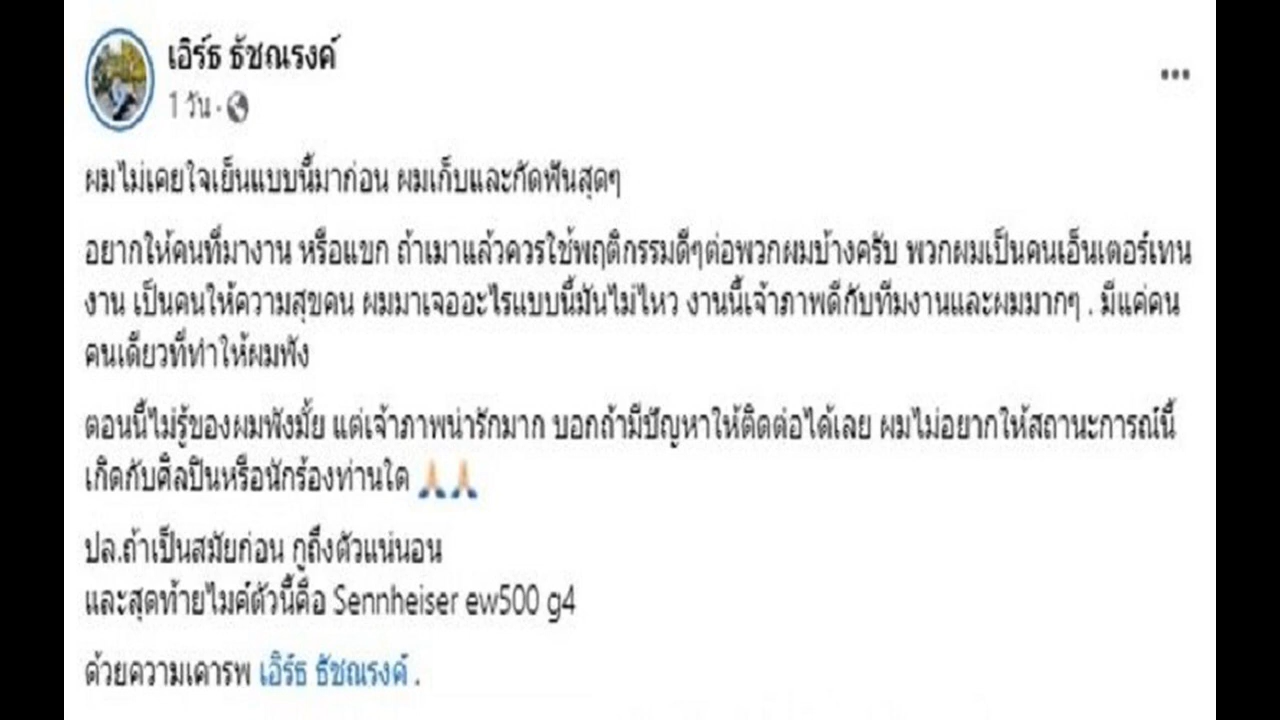 เอิร์ธ ธัชณรงค์
1 วัน ·
ผมไม่เคยใจเย็นแบบนี้มาก่อน ผมเก็บและกัดฟันสุดๆ
อยากให้คนที่มางาน หรือแขก ถ้าเมาแล้วควรใช้พฤติกรรมดีๆต่อพวกผมบ้างครับ พวกผมเป็นคนเอ็นเตอร์เทน
งาน เป็นคนให้ความสุขคน ผมมาเจออะไรแบบนี้มันไม่ไหว งานนี้เจ้าภาพดีกับทีมงานและผมมากๆ . มีแค่คน
คนเดียวที่ทำให้ผมพัง
ตอนนี้ไม่รู้ของผมพังมั้ย แต่เจ้าภาพน่ารักมาก บอกถ้ามีปัญหาให้ติดต่อได้เลย ผมไม่อยากให้สถานะการณ์นี้
เกิดกับศิลปินหรือนักร้องท่านใด 🙏🏻🙏🏻
ปล.ถ้าเป็นสมัยก่อน กูถึงตัวแน่นอน
และสุดท้ายไมค์ตัวนี้คือ Sennheiser ew500 g4
ด้วยความเคารพ เอิร์ธ ธัชณรงค์ .